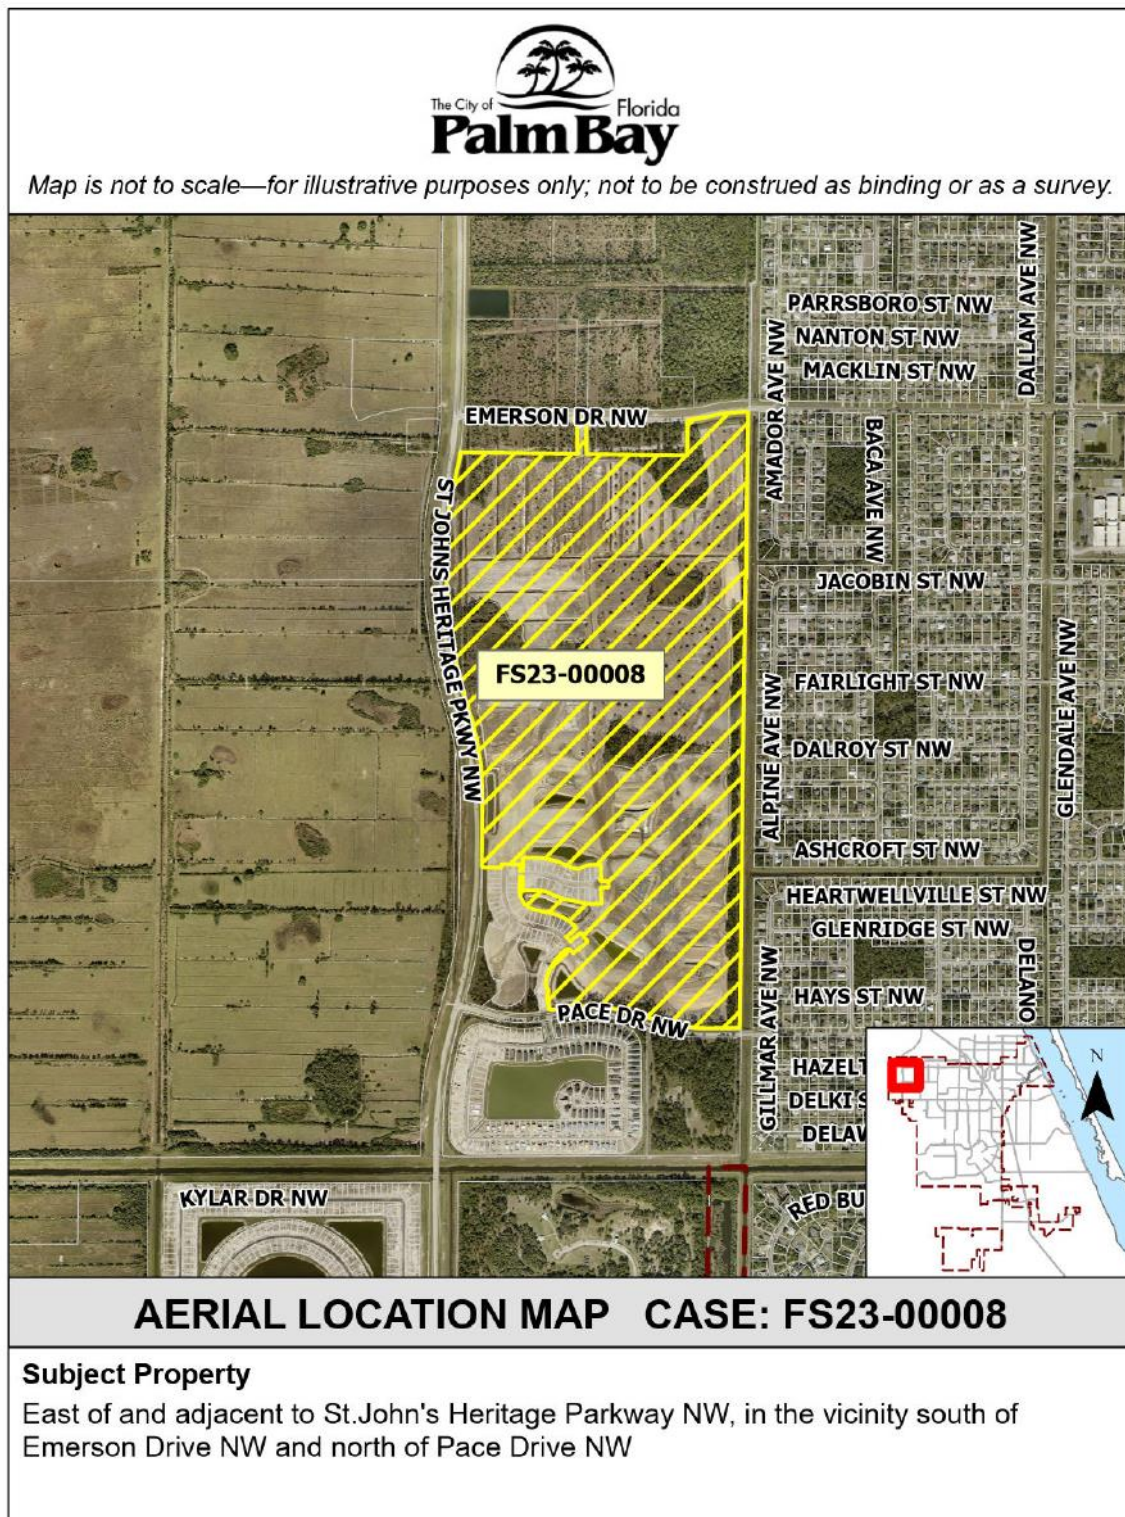 The City of Florida
Palm Bay
Map is not to scale—for illustrative purposes only; not to be construed as binding or as a survey.
PARRSBORO ST NW
NANTON ST NW
MACKLIN ST NW
DALLAM AVE NW
AMADOR AVE NW
EMERSON DR NW
BACA AVE NW
ST JOHNS HERITAGE PKWY NW
JACOBIN ST NW
FS23-00008
FAIRLIGHT ST NW
DALROY ST NW
ALPINE AVE NW
GLENDALE AVE NW
ASHCROFT ST NW
HEARTWELLVILLE ST NW
GLENRIDGE ST NW
DELANO
GILLMAR AVE NW
HAYS ST NW
PACE DR NW
HAZELT
DELKI S
DELAW
N
KYLAR DR NW
RED BU
AERIAL LOCATION MAP CASE: FS23-00008
Subject Property
East of and adjacent to St.John's Heritage Parkway NW, in the vicinity south of
Emerson Drive NW and north of Pace Drive NW